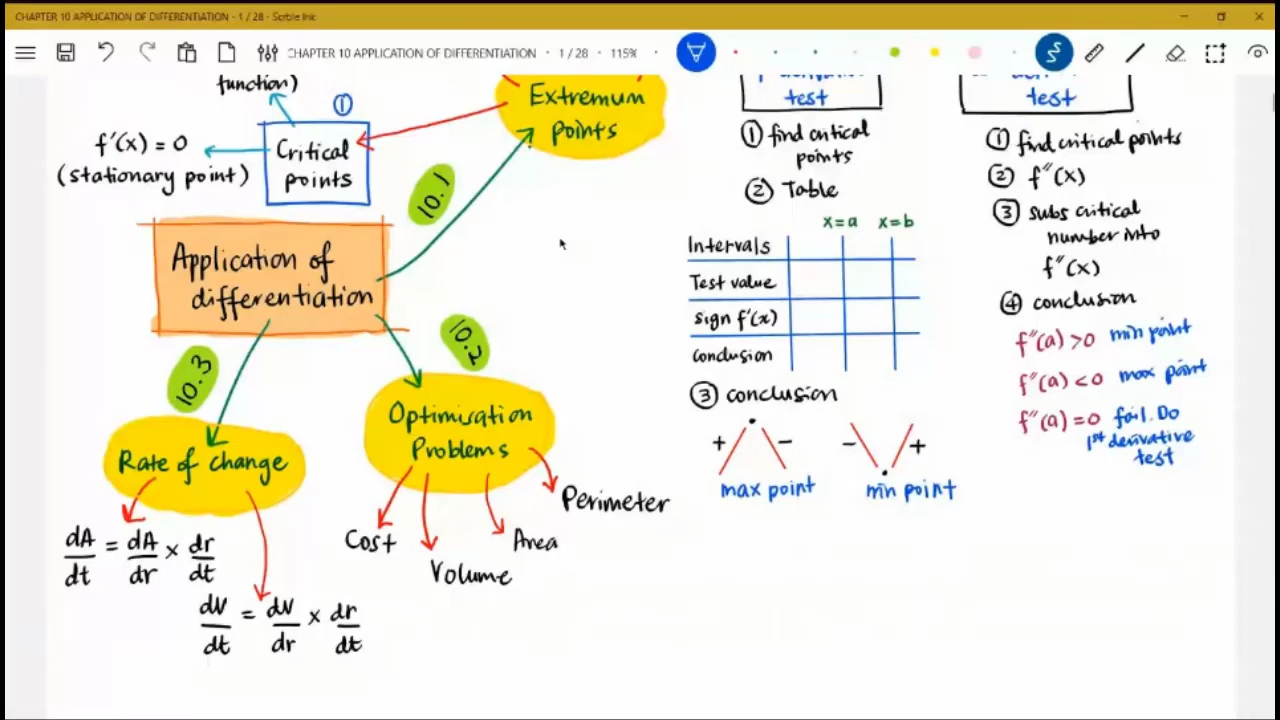 CHAPTER 10 APPLICATION OF DIFFERENTIATION - 1 / 28 - Scrble Ink
CHAPTER 10 APPLICATION OF DIFFERENTIATION • 1 / 28 • 115%
function)
①
f'(x) = 0
(stationary point)
Critical
points
Extremum
points
10.1
Application of
differentiation
10.2
10.3
Optimisation
Problems
Rate of change
Cost
Volume
Area
Perimeter
dA/dt = dA/dr × dr/dt
dV/dt = dV/dr × dr/dt
test
① find critical
points
② Table
x=a x=b
Intervals
Test value
sign f'(x)
conclusion
③ conclusion
+ −
max point
− +
min point
test
① find critical points
② f"(x)
③ subs critical
number into
f"(x)
④ conclusion
f"(a) >0 min point
f"(a) <0 max point
f"(a) =0 fail. Do
1st derivative
test